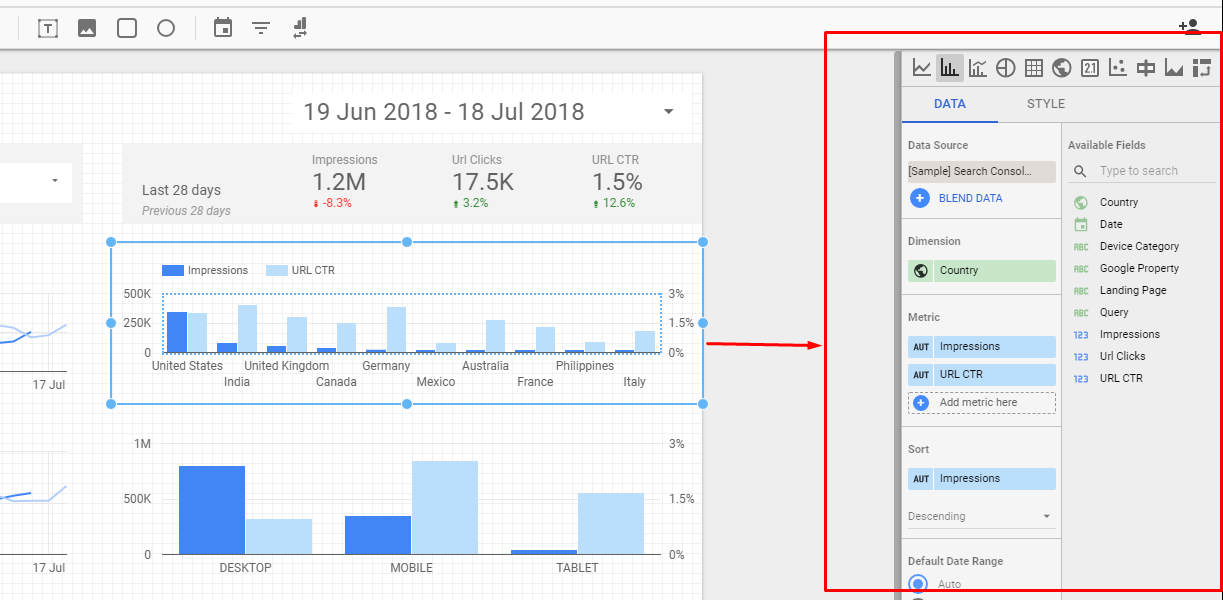 T
2.1
DATA
STYLE
19 Jun 2018 - 18 Jul 2018
Impressions
Url Clicks
URL CTR
1.2M
17.5K
1.5%
Last 28 days
-8.3%
3.2%
12.6%
Previous 28 days
Impressions
URL CTR
500K
3%
250K
1.5%
0
0%
United States
United Kingdom
Germany
Australia
Philippines
India
Canada
Mexico
France
Italy
17 Jul
1M
3%
500K
1.5%
0
0%
DESKTOP
MOBILE
TABLET
17 Jul
Data Source
[Sample] Search Consol...
BLEND DATA
Dimension
Country
Metric
AUT Impressions
AUT URL CTR
Add metric here
Sort
AUT Impressions
Descending
Default Date Range
Auto
Available Fields
Type to search
Country
Date
ABC Device Category
ABC Google Property
ABC Landing Page
ABC Query
123 Impressions
123 Url Clicks
123 URL CTR